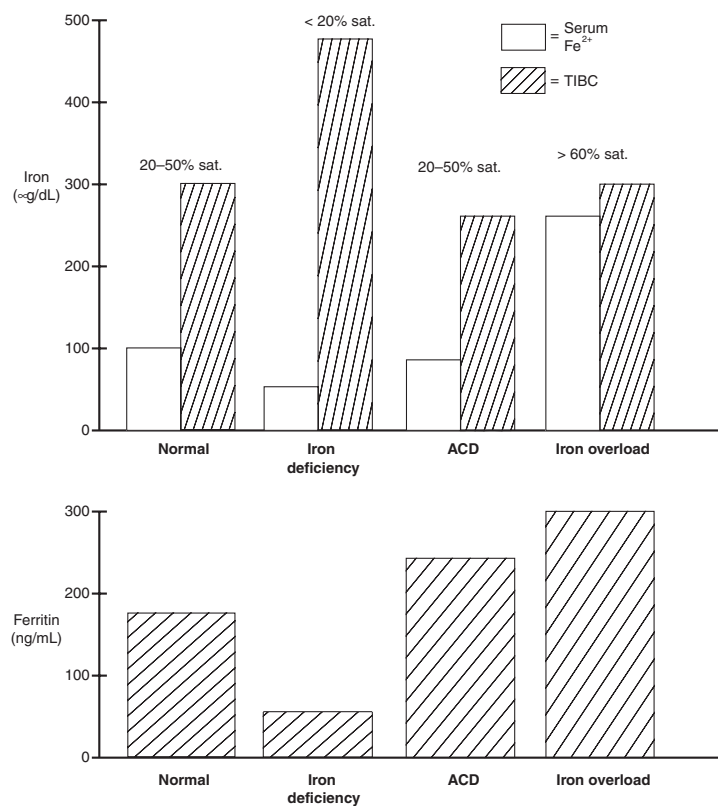 500
400
300
200
100
0
Iron
(∝g/dL)
20–50% sat.
< 20% sat.
20–50% sat.
> 60% sat.
= Serum
Fe²⁺
= TIBC
Normal
Iron
deficiency
ACD
Iron overload
300
200
100
0
Ferritin
(ng/mL)
Normal
Iron
deficiency
ACD
Iron overload